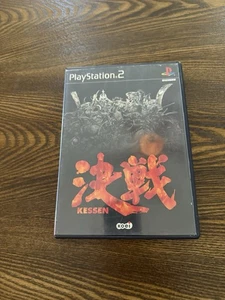 PlayStation 2
決戦
KESSEN
KOEI